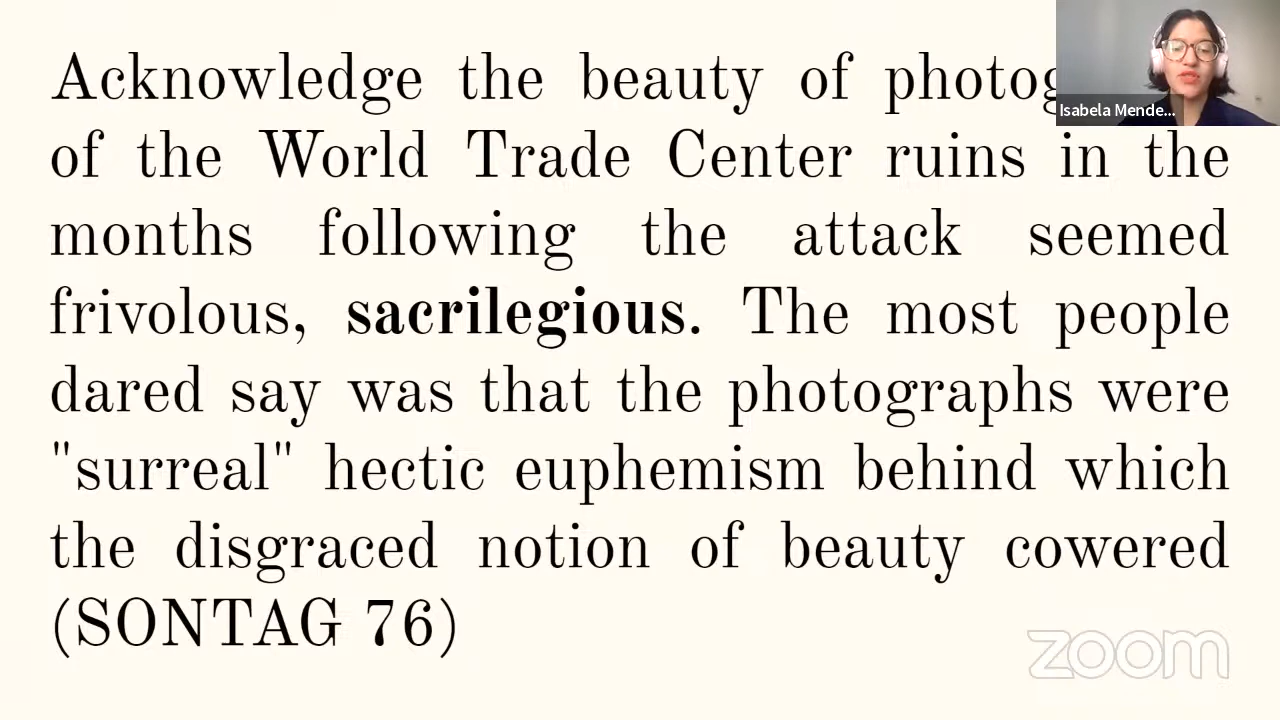 Acknowledge the beauty of photog
of the World Trade Center ruins in the
months following the attack seemed
frivolous, sacrilegious. The most people
dared say was that the photographs were
"surreal" hectic euphemism behind which
the disgraced notion of beauty cowered
(SONTAG 76)
Isabela Mende...
zoom